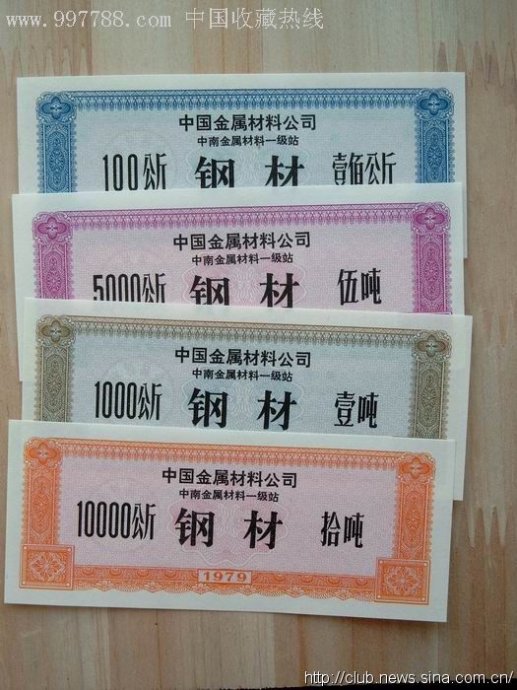 www.997788.com 中国收藏热线
中国金属材料公司
中南金属材料一级站
100公斤 钢材 壹佰公斤
中国金属材料公司
中南金属材料一级站
5000公斤 钢材 伍吨
中国金属材料公司
中南金属材料一级站
1000公斤 钢材 壹吨
中国金属材料公司
中南金属材料一级站
10000公斤 钢材 拾吨
1979
http://club.news.sina.com.cn/